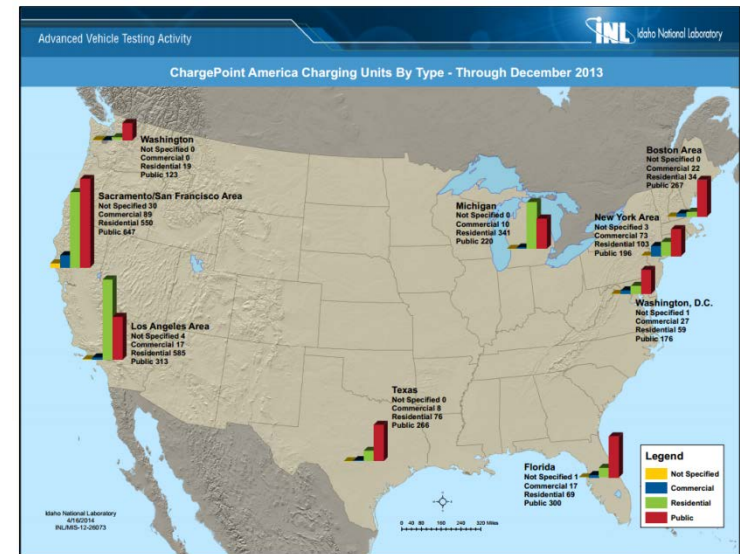 Advanced Vehicle Testing Activity
INL Idaho National Laboratory
ChargePoint America Charging Units By Type - Through December 2013
Washington
Not Specified 0
Commercial 0
Residential 19
Public 123
Sacramento/San Francisco Area
Not Specified 30
Commercial 89
Residential 550
Public 647
Los Angeles Area
Not Specified 4
Commercial 17
Residential 585
Public 313
Texas
Not Specified 0
Commercial 8
Residential 76
Public 266
Michigan
Not Specified 0
Commercial 10
Residential 341
Public 220
Boston Area
Not Specified 0
Commercial 22
Residential 34
Public 267
New York Area
Not Specified 3
Commercial 73
Residential 103
Public 196
Washington, D.C.
Not Specified 1
Commercial 27
Residential 59
Public 176
Florida
Not Specified 1
Commercial 17
Residential 69
Public 300
Legend
Not Specified
Commercial
Residential
Public
Idaho National Laboratory
4/16/2014
INL/MIS-12-26073
0 40 80 160 240 320 Miles